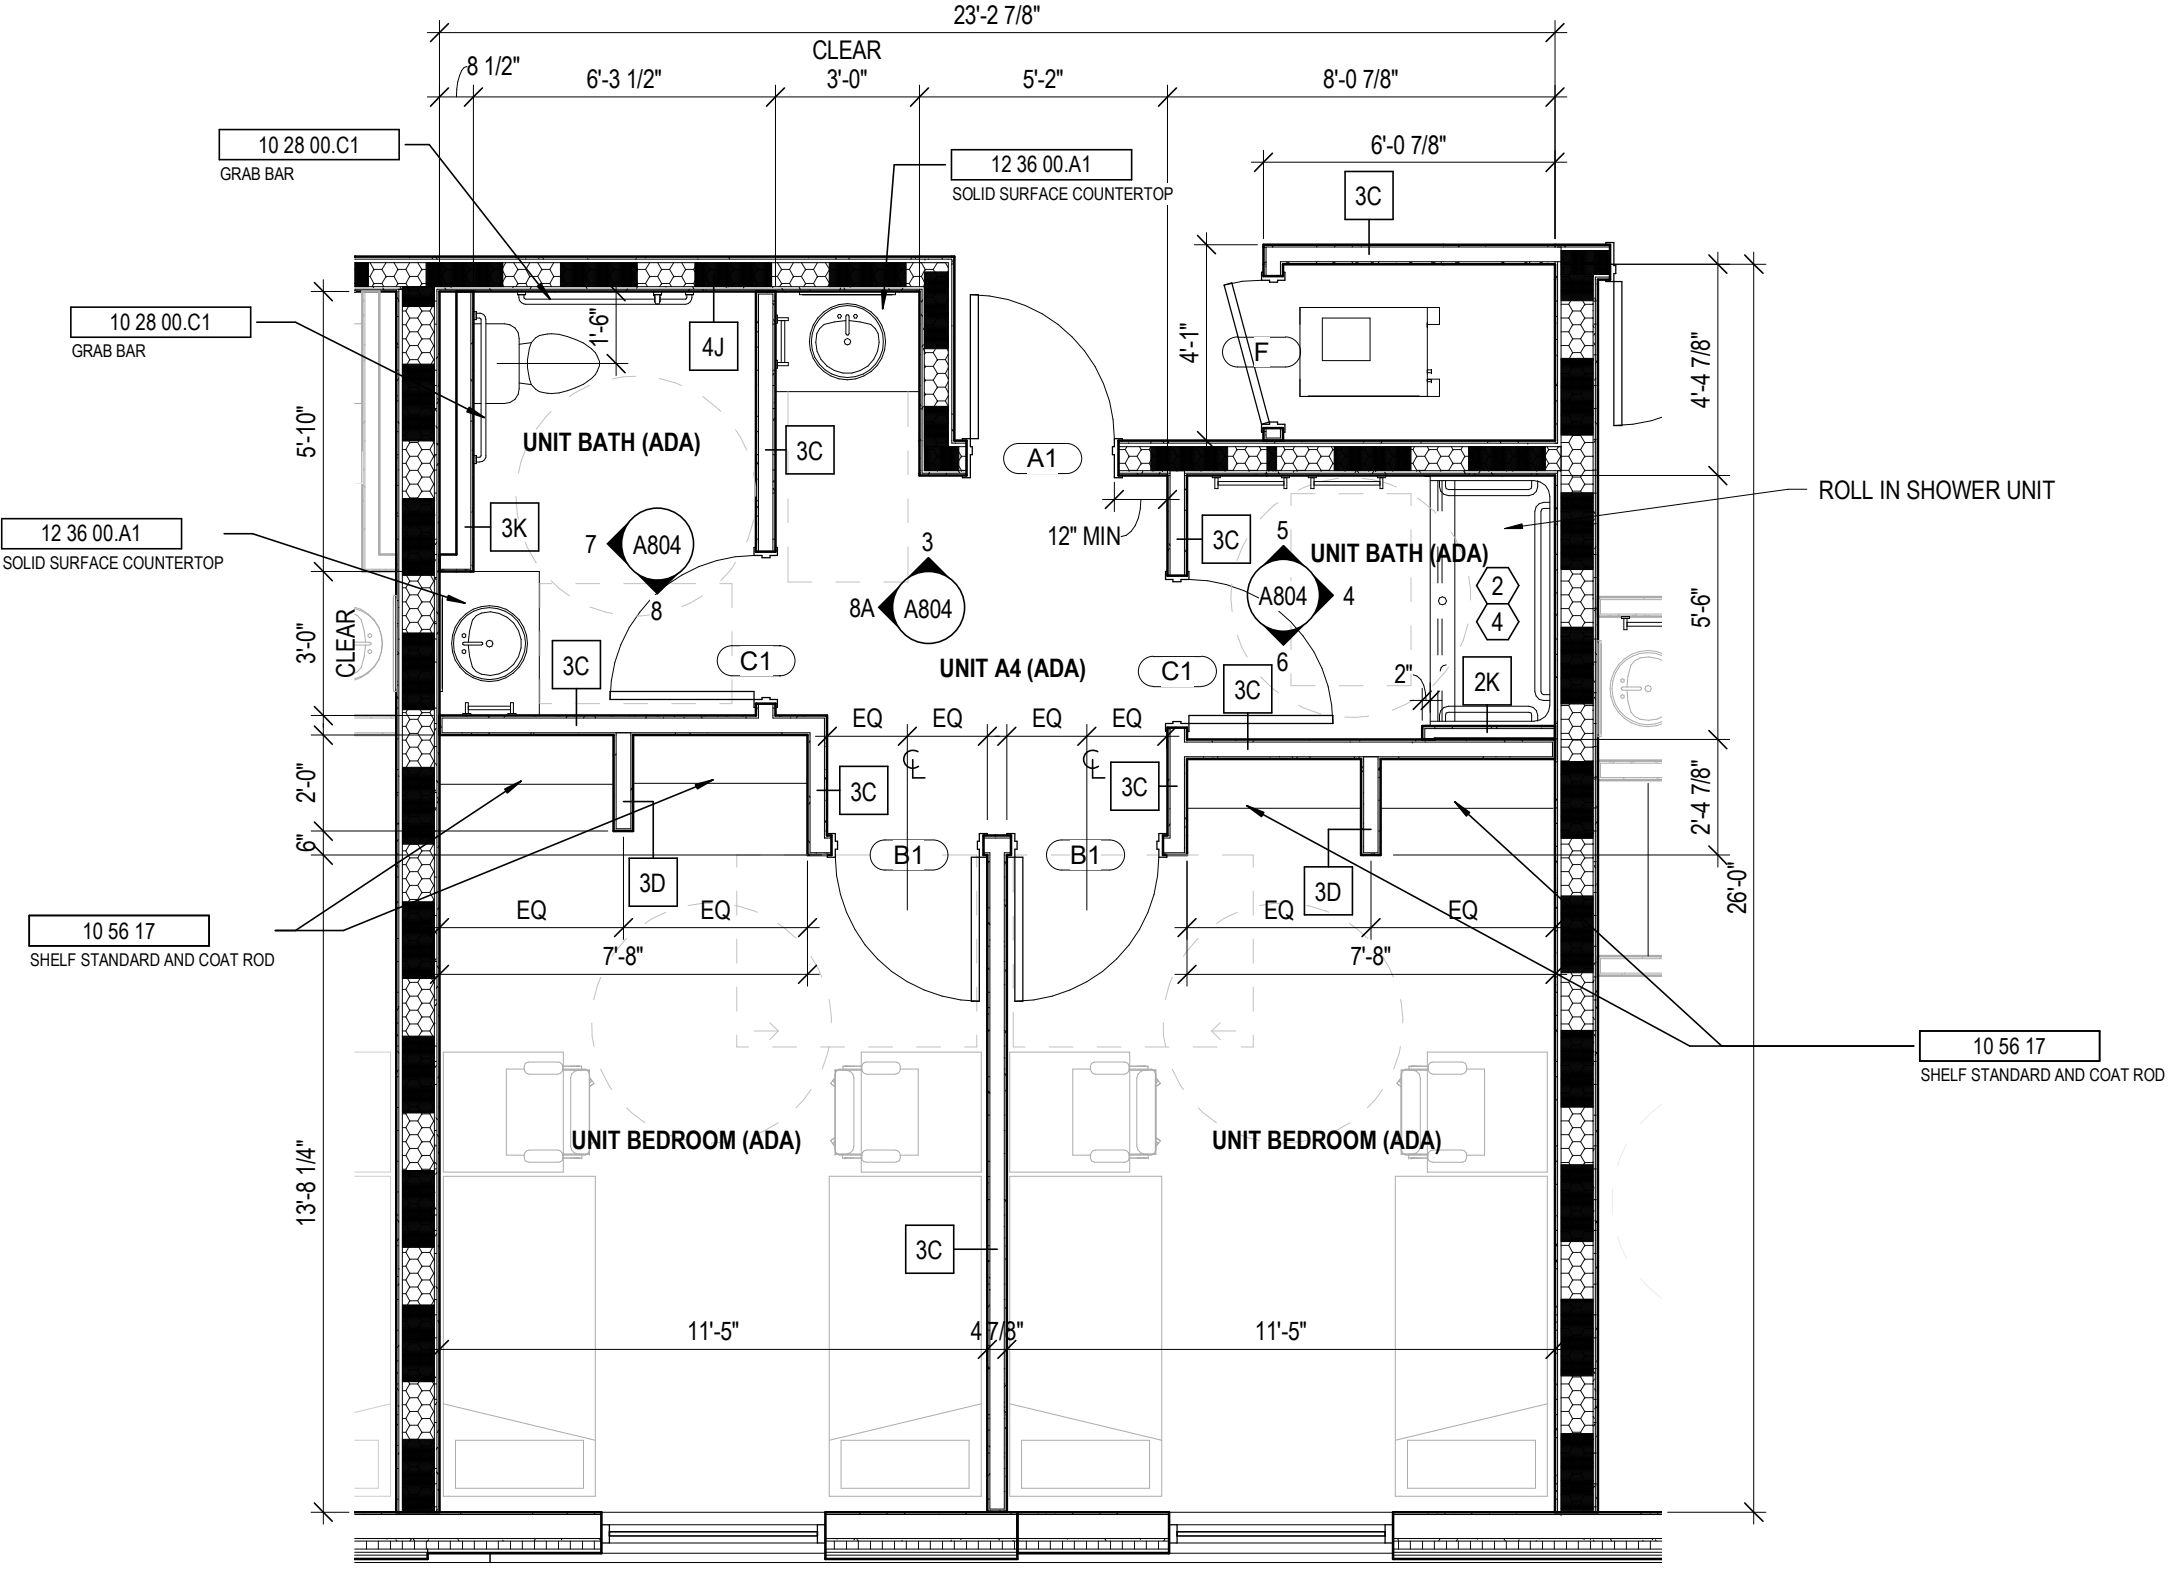 23'-2 7/8"
CLEAR
8 1/2"
6'-3 1/2"
3'-0"
5'-2"
8'-0 7/8"
6'-0 7/8"
10 28 00.C1
GRAB BAR
12 36 00.A1
SOLID SURFACE COUNTERTOP
3C
10 28 00.C1
GRAB BAR
1'-6"
4J
4'-1"
F
4'-4 7/8"
5'-10"
UNIT BATH (ADA)
3C
A1
ROLL IN SHOWER UNIT
12 36 00.A1
SOLID SURFACE COUNTERTOP
3K
7
A804
8
12" MIN
3C
5
UNIT BATH (ADA)
3
8A
A804
A804
4
6
2
4
5'-6"
3'-0"
CLEAR
3C
C1
UNIT A4 (ADA)
C1
3C
2"
2K
EQ
EQ
EQ
EQ
CL
CL
2'-0"
3C
3C
2'-4 7/8"
6"
B1
B1
3D
3D
26'-0"
EQ
EQ
EQ
EQ
10 56 17
SHELF STANDARD AND COAT ROD
7'-8"
7'-8"
10 56 17
SHELF STANDARD AND COAT ROD
UNIT BEDROOM (ADA)
UNIT BEDROOM (ADA)
13'-8 1/4"
3C
11'-5"
4 7/8"
11'-5"